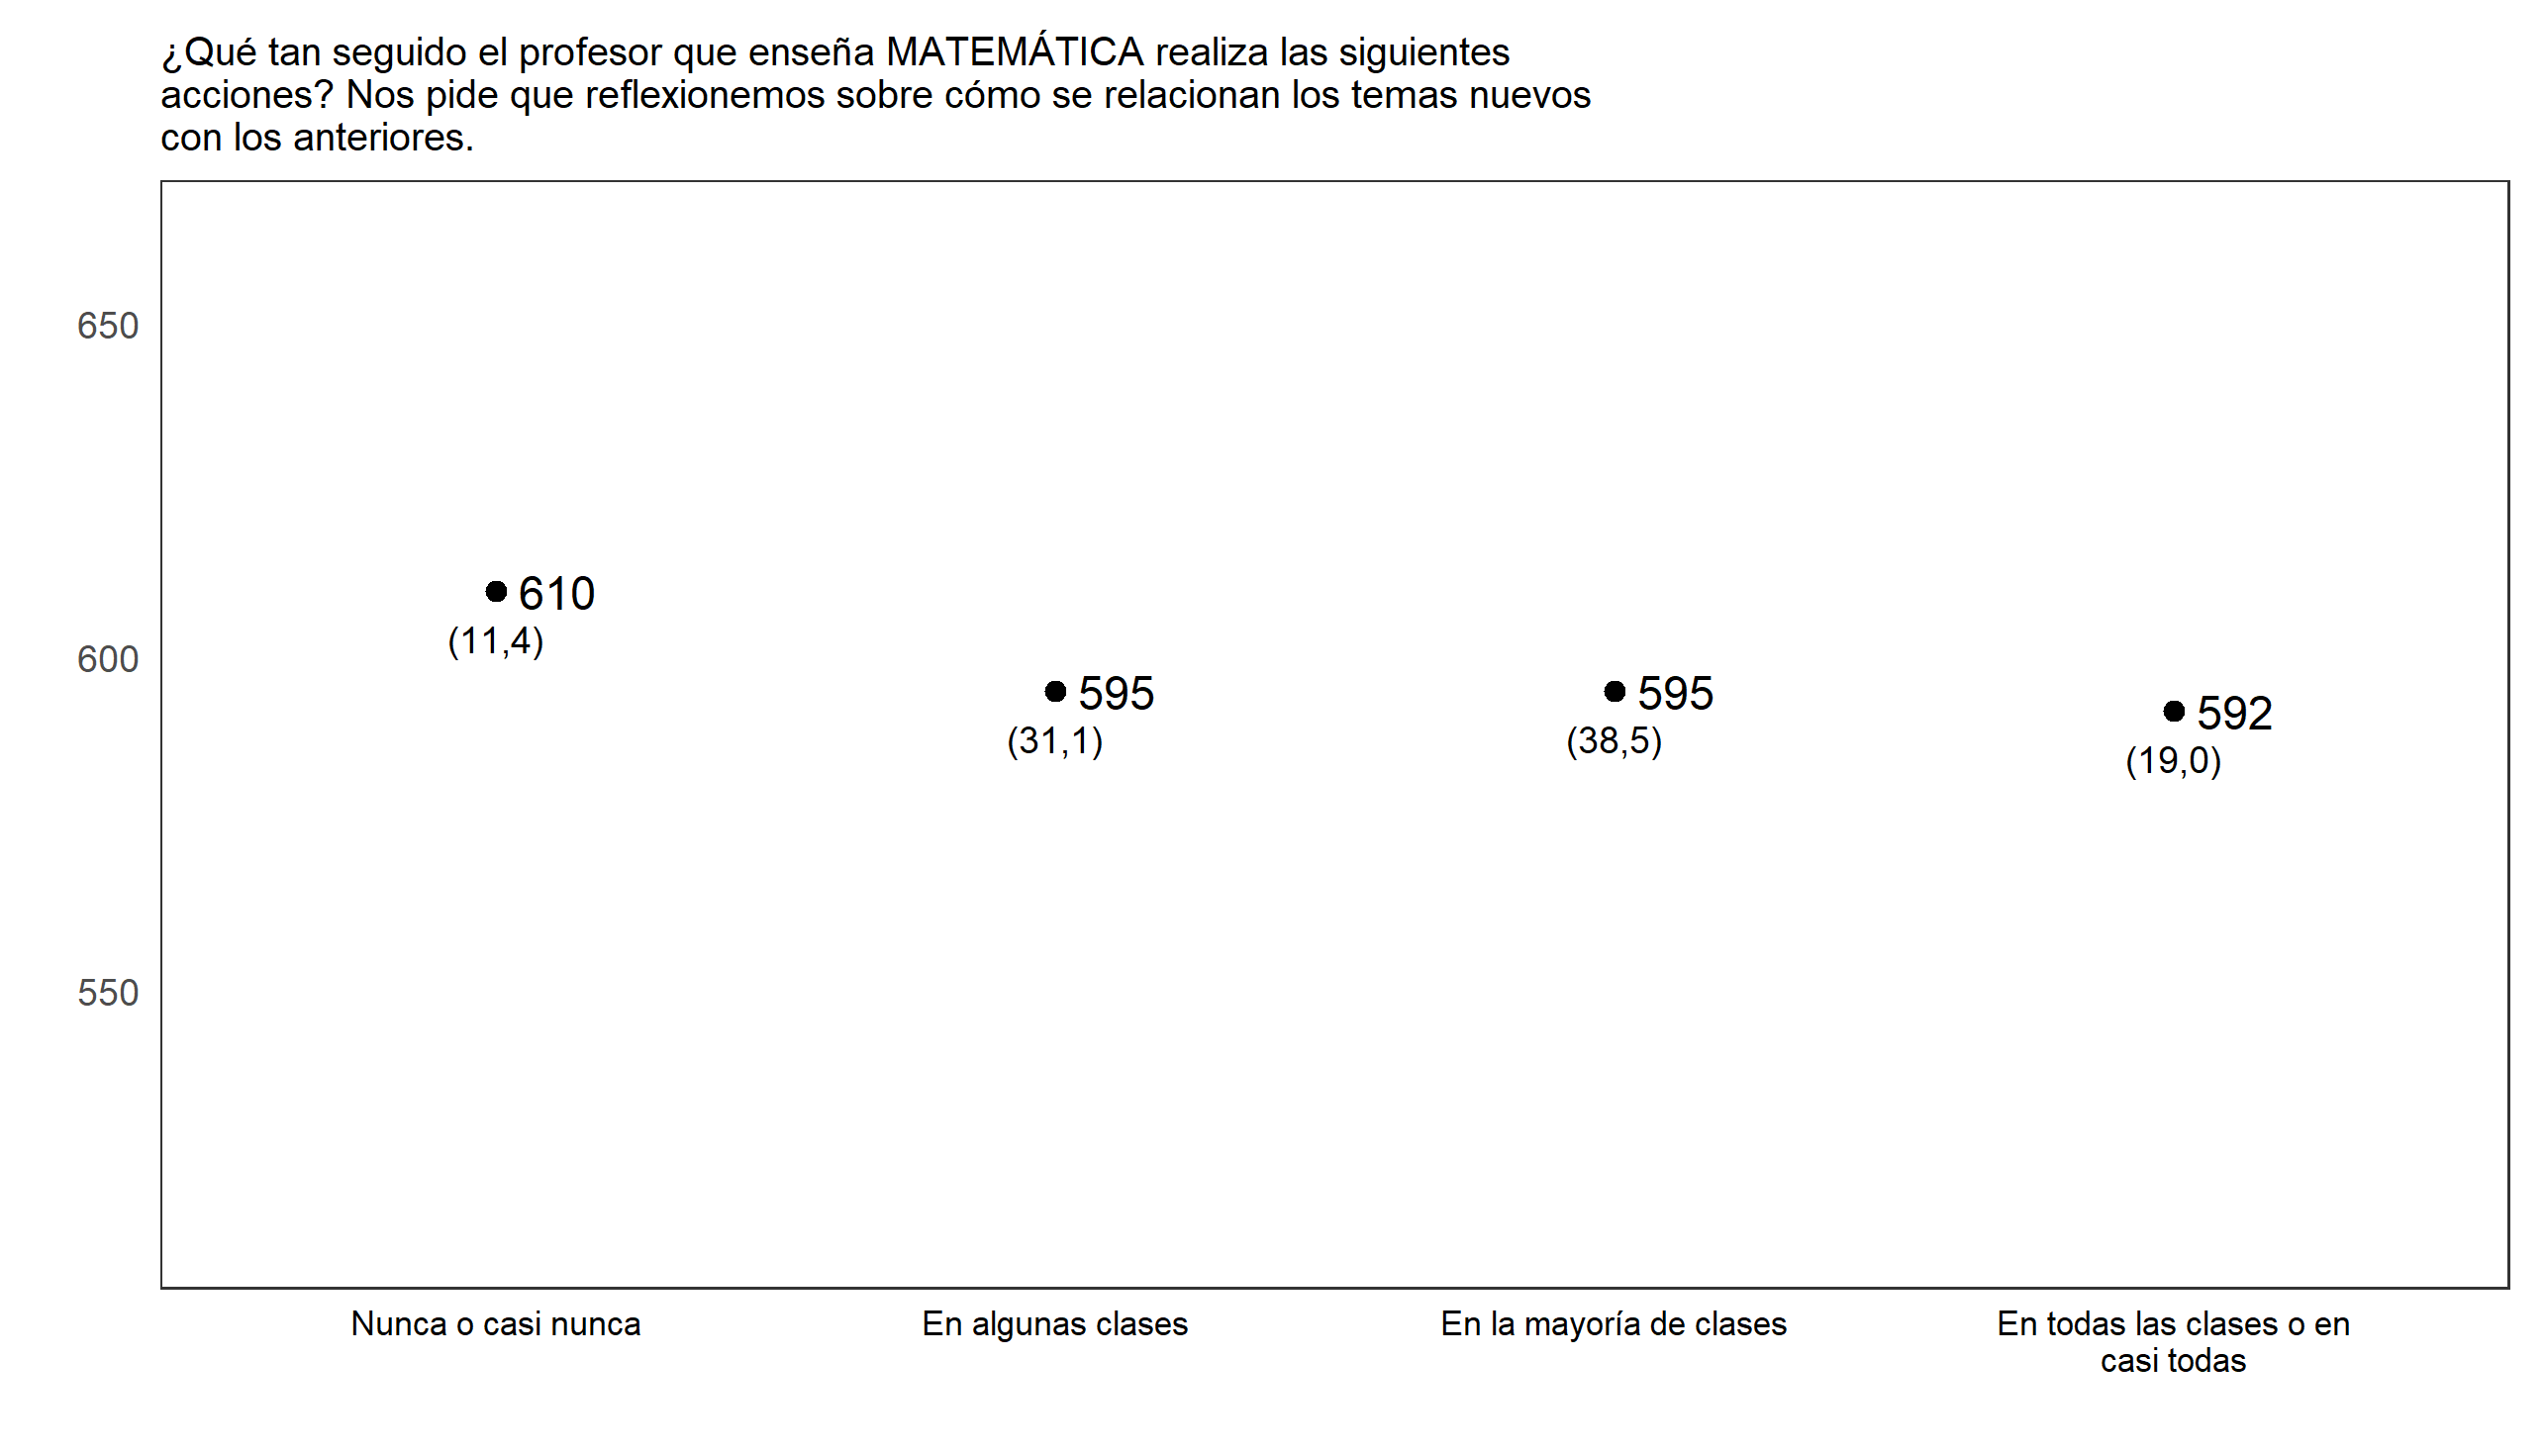 ¿Qué tan seguido el profesor que enseña MATEMÁTICA realiza las siguientes
acciones? Nos pide que reflexionemos sobre cómo se relacionan los temas nuevos
con los anteriores.
650
600
550
610
(11,4)
595
(31,1)
595
(38,5)
592
(19,0)
Nunca o casi nunca
En algunas clases
En la mayoría de clases
En todas las clases o en
casi todas